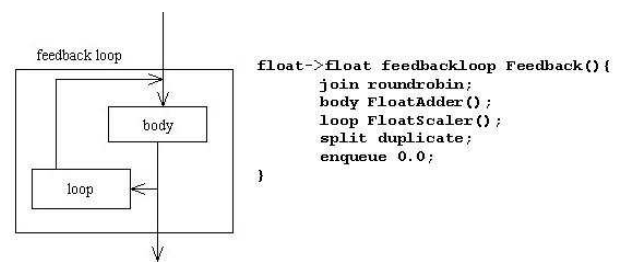 feedback loop
body
loop
float->float feedbackloop Feedback(){
join roundrobin;
body FloatAdder();
loop FloatScaler();
split duplicate;
enqueue 0.0;
}